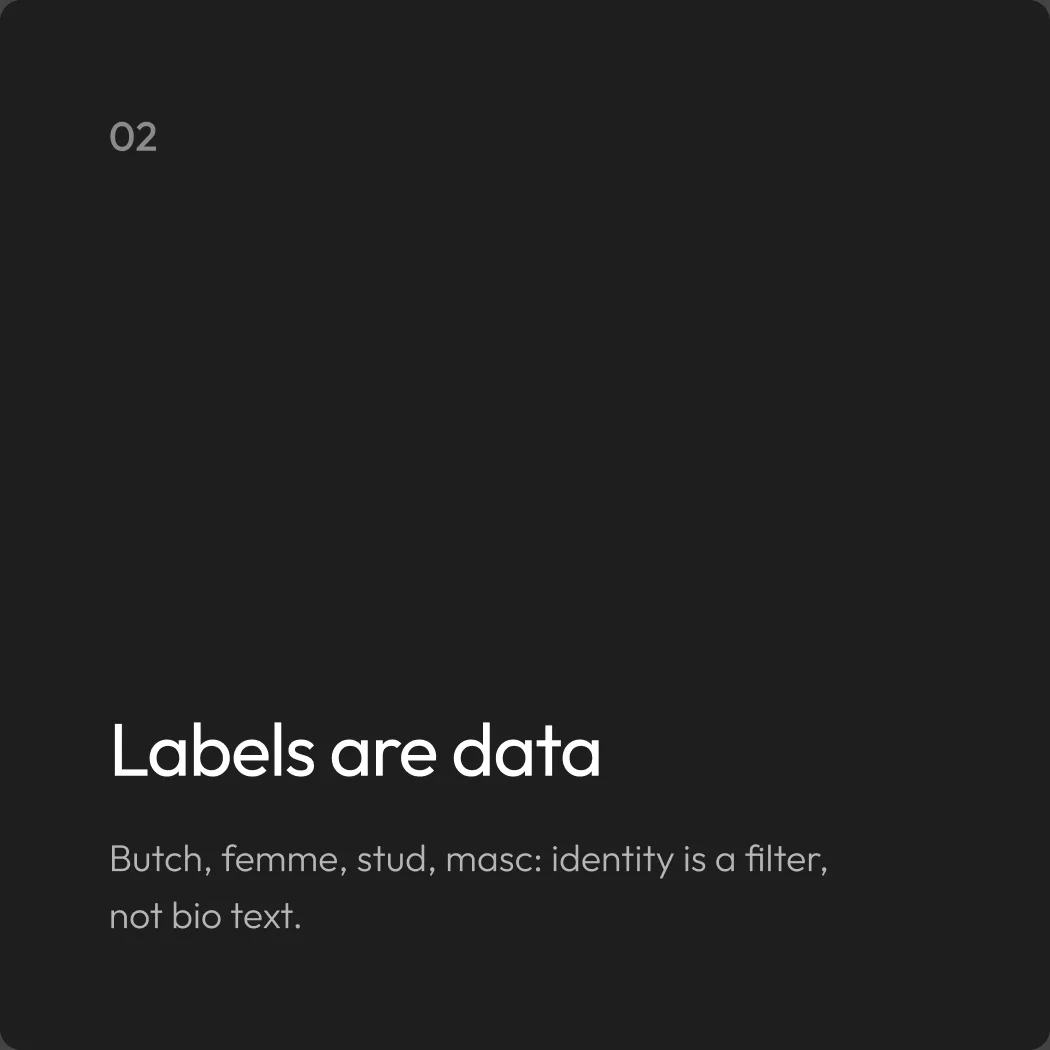 02
Labels are data
Butch, femme, stud, masc: identity is a filter,
not bio text.